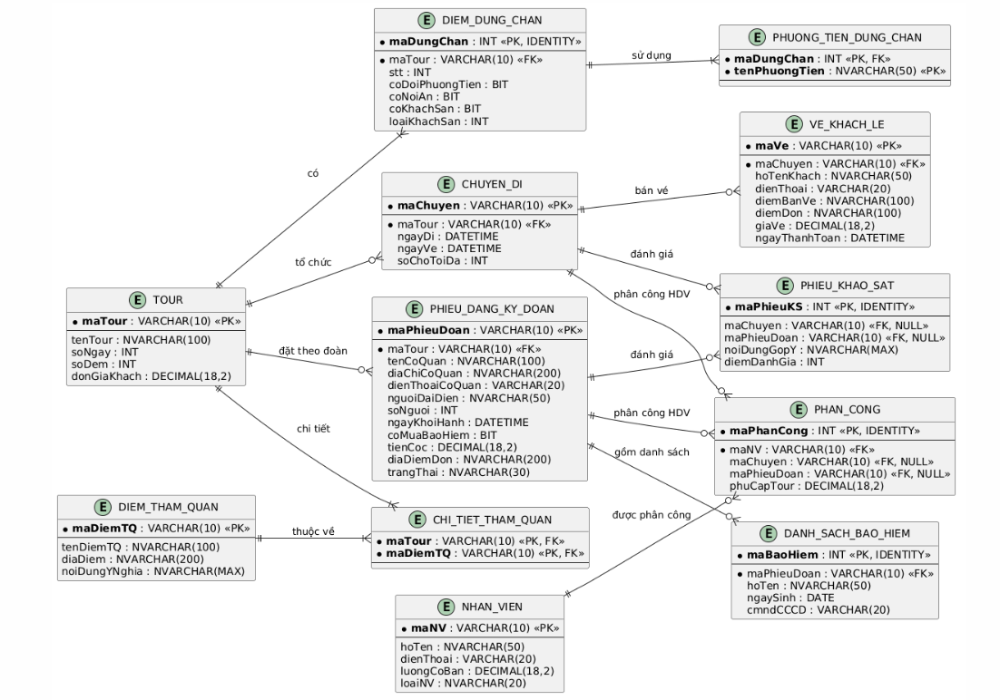 E DIEM_DUNG_CHAN
maDungChan : INT «PK, IDENTITY»
maTour : VARCHAR(10) «FK»
stt : INT
coDoiPhuongTien : BIT
coNoiAn : BIT
coKhachSan : BIT
loaiKhachSan : INT
sử dụng
E PHUONG_TIEN_DUNG_CHAN
maDungChan : INT «PK, FK»
tenPhuongTien : NVARCHAR(50) «PK»
có
E CHUYEN_DI
maChuyen : VARCHAR(10) «PK»
maTour : VARCHAR(10) «FK»
ngayDi : DATETIME
ngayVe : DATETIME
soChoToiDa : INT
bán vé
E VE_KHACH_LE
maVe : VARCHAR(10) «PK»
maChuyen : VARCHAR(10) «FK»
hoTenKhach : NVARCHAR(50)
dienThoai : VARCHAR(20)
diemBanVe : NVARCHAR(100)
diemDon : NVARCHAR(100)
giaVe : DECIMAL(18,2)
ngayThanhToan : DATETIME
tổ chức
đánh giá
phân công HDV
E TOUR
maTour : VARCHAR(10) «PK»
tenTour : NVARCHAR(100)
soNgay : INT
soDem : INT
donGiaKhach : DECIMAL(18,2)
đặt theo đoàn
E PHIEU_DANG_KY_DOAN
maPhieuDoan : VARCHAR(10) «PK»
maTour : VARCHAR(10) «FK»
tenCoQuan : NVARCHAR(100)
diaChiCoQuan : NVARCHAR(200)
dienThoaiCoQuan : VARCHAR(20)
nguoiDaiDien : NVARCHAR(50)
soNguoi : INT
ngayKhoiHanh : DATETIME
coMuaBaoHiem : BIT
tienCoc : DECIMAL(18,2)
diaDiemDon : NVARCHAR(200)
trangThai : NVARCHAR(30)
đánh giá
phân công HDV
gồm danh sách
E PHIEU_KHAO_SAT
maPhieuKS : INT «PK, IDENTITY»
maChuyen : VARCHAR(10) «FK, NULL»
maPhieuDoan : VARCHAR(10) «FK, NULL»
noiDungGopY : NVARCHAR(MAX)
diemDanhGia : INT
E PHAN_CONG
maPhanCong : INT «PK, IDENTITY»
maNV : VARCHAR(10) «FK»
maChuyen : VARCHAR(10) «FK, NULL»
maPhieuDoan : VARCHAR(10) «FK, NULL»
phuCapTour : DECIMAL(18,2)
chi tiết
E DIEM_THAM_QUAN
maDiemTQ : VARCHAR(10) «PK»
tenDiemTQ : NVARCHAR(100)
diaDiem : NVARCHAR(200)
noiDungYNghia : NVARCHAR(MAX)
thuộc về
E CHI_TIET_THAM_QUAN
maTour : VARCHAR(10) «PK, FK»
maDiemTQ : VARCHAR(10) «PK, FK»
được phân công
E DANH_SACH_BAO_HIEM
maBaoHiem : INT «PK, IDENTITY»
maPhieuDoan : VARCHAR(10) «FK»
hoTen : NVARCHAR(50)
ngaySinh : DATE
cmndCCCD : VARCHAR(20)
E NHAN_VIEN
maNV : VARCHAR(10) «PK»
hoTen : NVARCHAR(50)
dienThoai : VARCHAR(20)
luongCoBan : DECIMAL(18,2)
loaiNV : NVARCHAR(20)